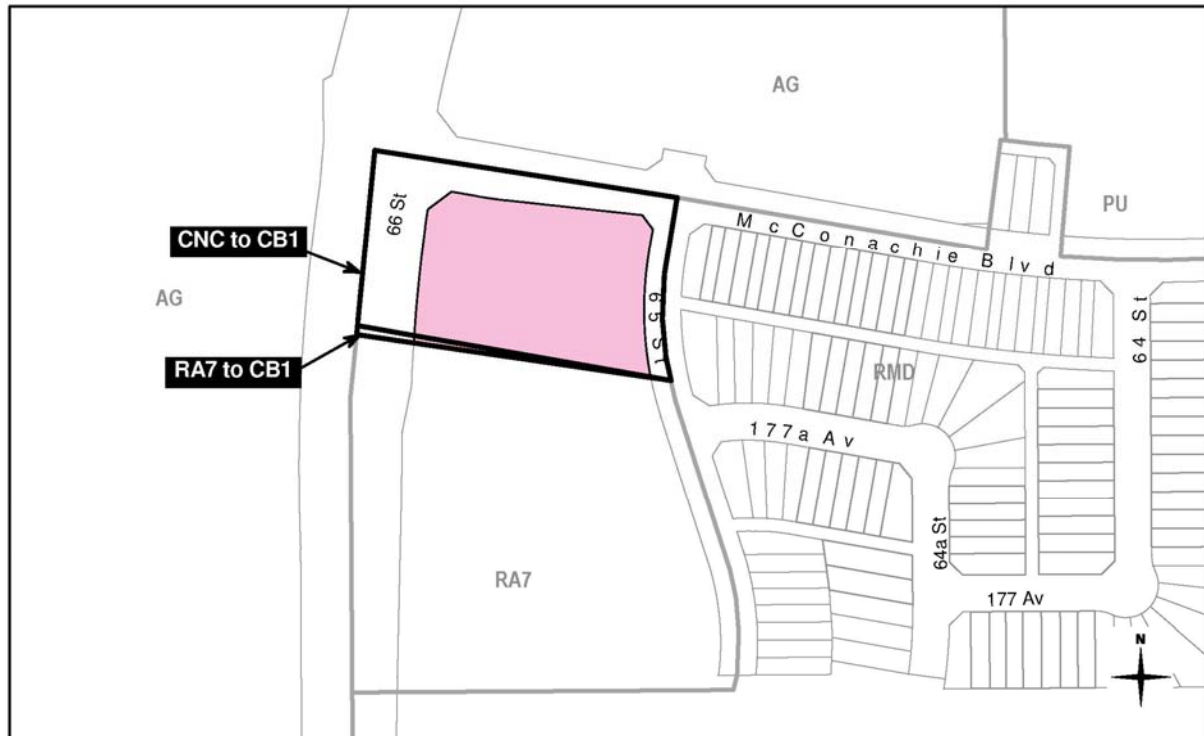 AG
66 St
CNC to CB1
PU
McConachie Blvd
AG
65 St
64 St
RA7 to CB1
RMD
177a Av
64a St
RA7
177 Av
N